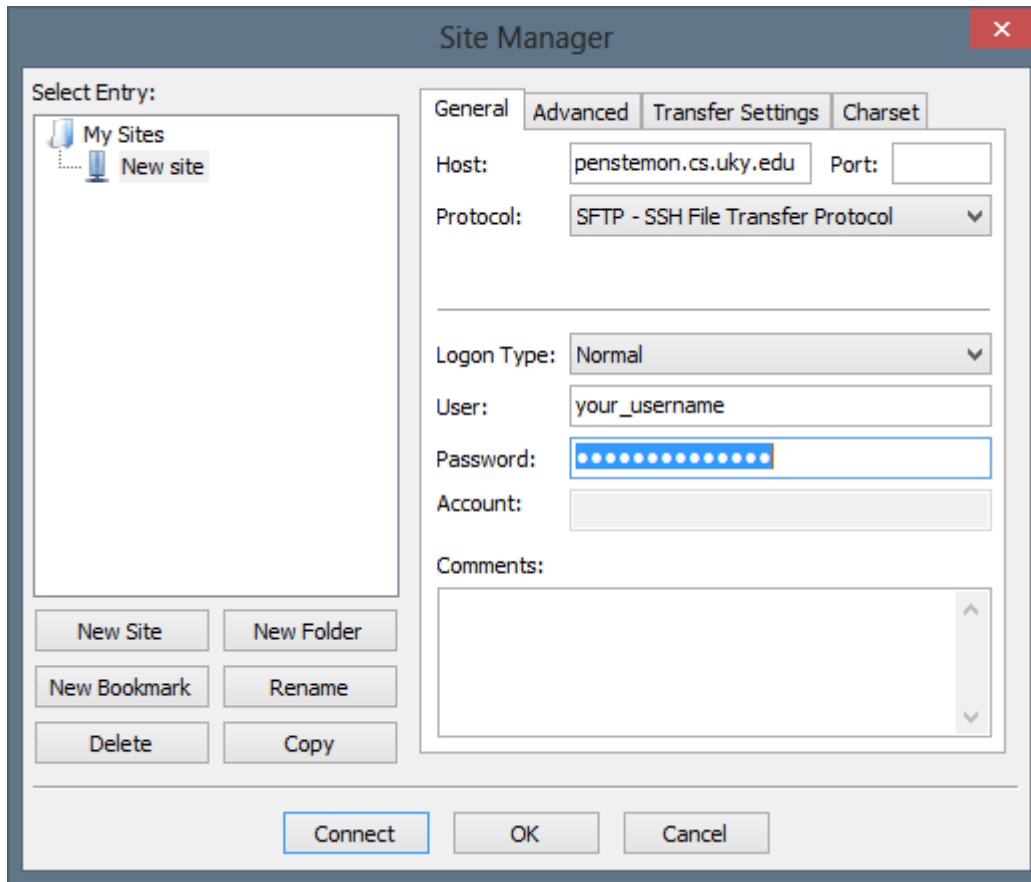 Site Manager
Select Entry:
My Sites
New site
New Site
New Folder
New Bookmark
Rename
Delete
Copy
General
Advanced
Transfer Settings
Charset
Host:
penstemon.cs.uky.edu
Port:
Protocol:
SFTP - SSH File Transfer Protocol
Logon Type:
Normal
User:
your_username
Password:
●●●●●●●●●●●●●●
Account:
Comments:
Connect
OK
Cancel